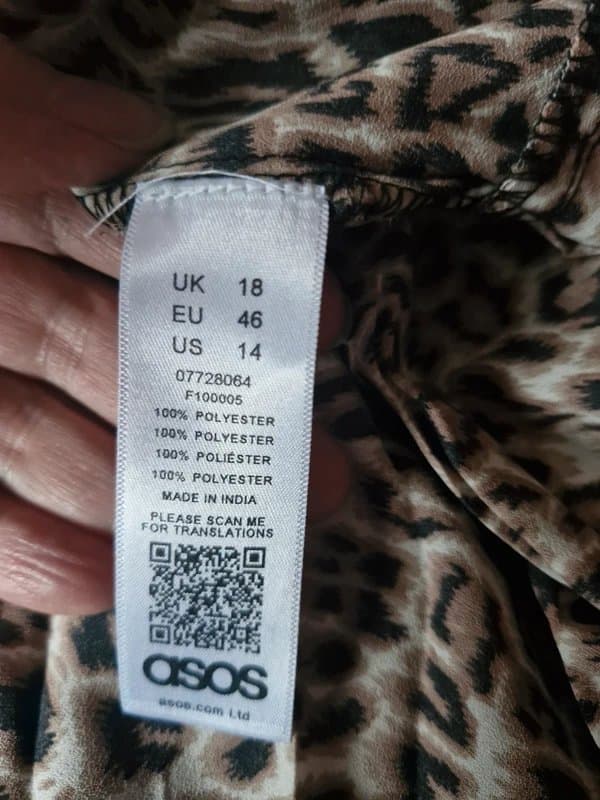 UK 18
EU 46
US 14
07728064
F100005
100% POLYESTER
100% POLYESTER
100% POLIÉSTER
100% POLYESTER
MADE IN INDIA
PLEASE SCAN ME
FOR TRANSLATIONS
asos
asos.com Ltd